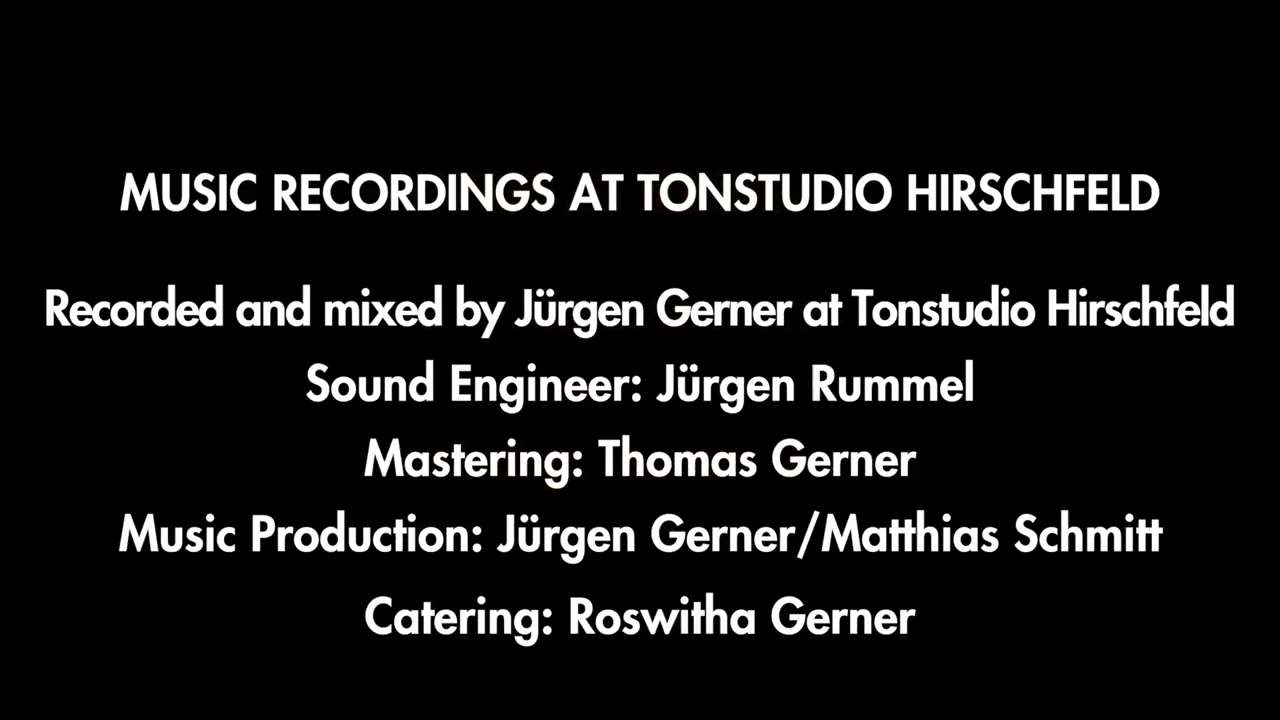 MUSIC RECORDINGS AT TONSTUDIO HIRSCHFELD
Recorded and mixed by Jürgen Gerner at Tonstudio Hirschfeld
Sound Engineer: Jürgen Rummel
Mastering: Thomas Gerner
Music Production: Jürgen Gerner/Matthias Schmitt
Catering: Roswitha Gerner